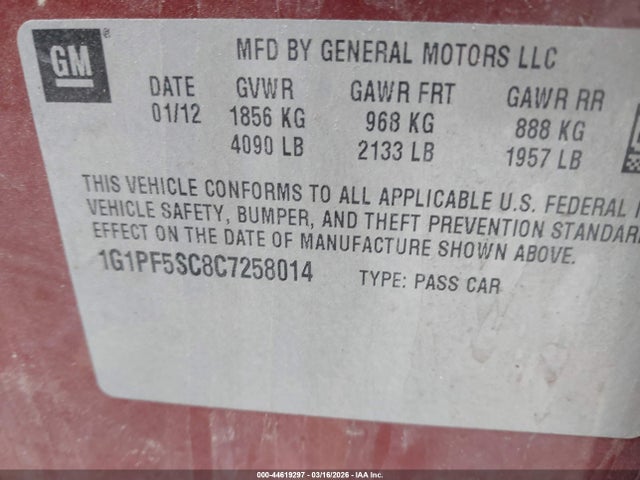 GM
MFD BY GENERAL MOTORS LLC
DATE GVWR GAWR FRT GAWR RR
01/12 1856 KG 968 KG 888 KG
4090 LB 2133 LB 1957 LB
THIS VEHICLE CONFORMS TO ALL APPLICABLE U.S. FEDERAL
VEHICLE SAFETY, BUMPER, AND THEFT PREVENTION STANDAR
EFFECT ON THE DATE OF MANUFACTURE SHOWN ABOVE.
1G1PF5SC8C7258014 TYPE: PASS CAR
000-44619297 - 03/16/2026 - IAA Inc.